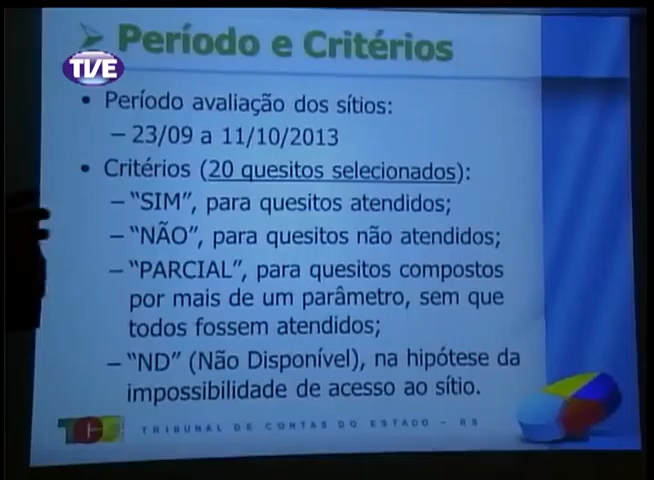 Período e Critérios
TVE
• Período avaliação dos sítios:
– 23/09 a 11/10/2013
• Critérios (20 quesitos selecionados):
– "SIM", para quesitos atendidos;
– "NÃO", para quesitos não atendidos;
– "PARCIAL", para quesitos compostos
por mais de um parâmetro, sem que
todos fossem atendidos;
– "ND" (Não Disponível), na hipótese da
impossibilidade de acesso ao sítio.
TCE TRIBUNAL DE CONTAS DO ESTADO - RS